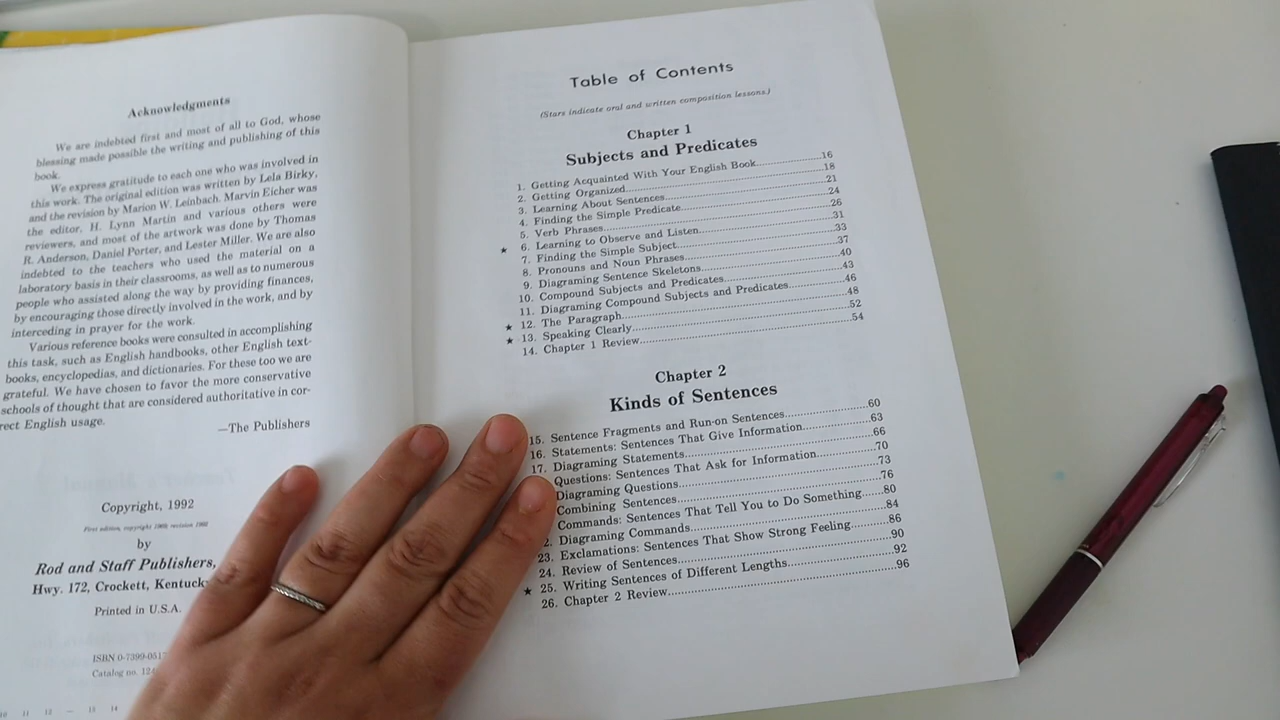 Acknowledgments
We are indebted first and most of all to God, whose
blessing made possible the writing and publishing of this
book.
We express gratitude to each one who was involved in
this work. The original edition was written by Lela Birky,
and the revision by Marion W. Leinbach. Marvin Eicher was
the editor, H. Lynn Martin and various others were
reviewers, and most of the artwork was done by Thomas
R. Anderson, Daniel Porter, and Lester Miller. We are also
indebted to the teachers who used the material on a
laboratory basis in their classrooms, as well as to numerous
people who assisted along the way by providing finances,
by encouraging those directly involved in the work, and by
interceding in prayer for the work.
Various reference books were consulted in accomplishing
this task, such as English handbooks, other English text-
books, encyclopedias, and dictionaries. For these too we are
grateful. We have chosen to favor the more conservative
schools of thought that are considered authoritative in cor-
rect English usage.
—The Publishers
Copyright, 1992
First edition, copyright
by
Rod and Staff Publishers,
Hwy. 172, Crockett,
Printed in U.S.A.
ISBN 0-7399-
Catalog no.
10 11 12 — 13 14
Table of Contents
(Stars indicate oral and written composition lessons.)
Chapter 1
Subjects and Predicates
1. Getting Acquainted With Your English Book 16
2. Getting Organized 18
3. Learning About Sentences 21
4. Finding the Simple Predicate 24
5. Verb Phrases 26
★ 6. Learning to Observe and Listen 31
7. Finding the Simple Subject 33
8. Pronouns and Noun Phrases 37
9. Diagraming Sentence Skeletons 40
10. Compound Subjects and Predicates 43
11. Diagraming Compound Subjects and Predicates 46
★ 12. The Paragraph 48
★ 13. Speaking Clearly 52
14. Chapter 1 Review 54
Chapter 2
Kinds of Sentences
15. Sentence Fragments and Run-on Sentences 60
16. Statements: Sentences That Give Information 63
17. Diagraming Statements 66
Questions: Sentences That Ask for Information 70
Diagraming Questions 73
Combining Sentences 76
Commands: Sentences That Tell You to Do Something 80
2. Diagraming Commands 84
23. Exclamations: Sentences That Show Strong Feeling 86
24. Review of Sentences 90
★ 25. Writing Sentences of Different Lengths 92
26. Chapter 2 Review 96